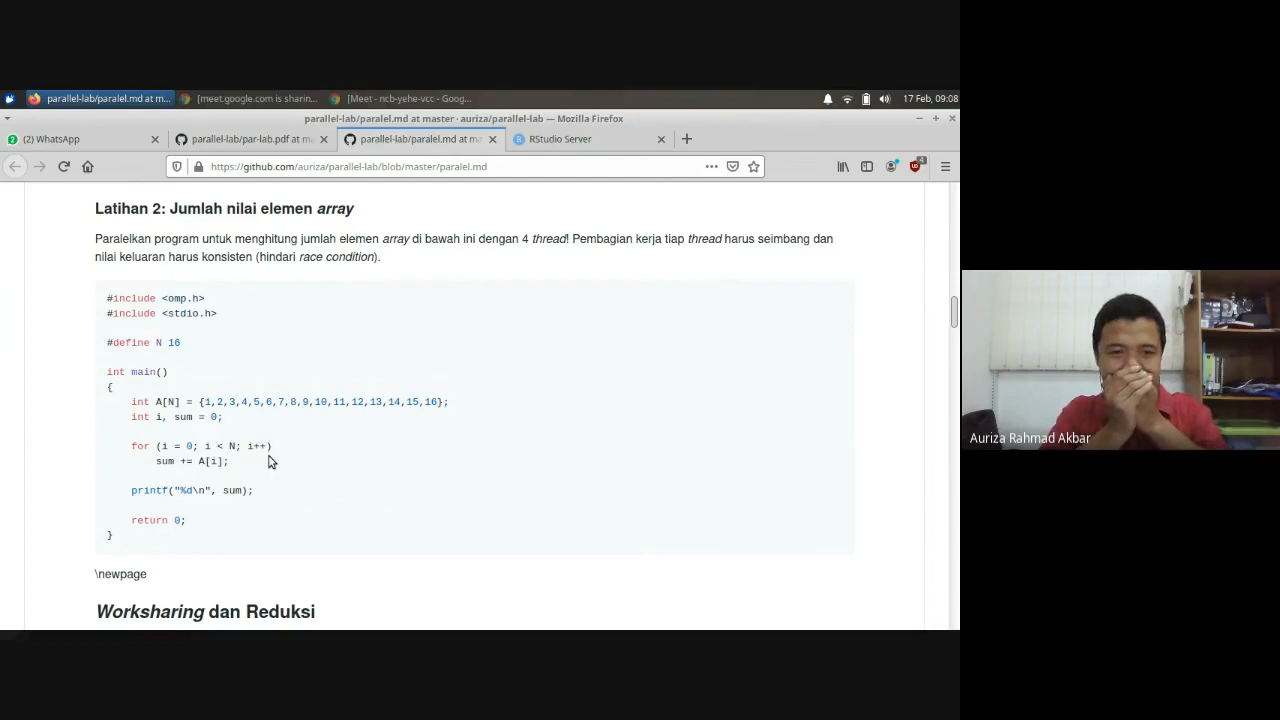 parallel-lab/paralel.md at m...
[meet.google.com is sharin...
[Meet - ncb-yehe-vcc - Goog...
17 Feb, 09:08
parallel-lab/paralel.md at master · auriza/parallel-lab — Mozilla Firefox
(2) WhatsApp
parallel-lab/par-lab.pdf at m
parallel-lab/paralel.md at ma
RStudio Server
https://github.com/auriza/parallel-lab/blob/master/paralel.md
4
Latihan 2: Jumlah nilai elemen array
Paralelkan program untuk menghitung jumlah elemen array di bawah ini dengan 4 thread! Pembagian kerja tiap thread harus seimbang dan
nilai keluaran harus konsisten (hindari race condition).
#include <omp.h>
#include <stdio.h>
#define N 16
int main()
{
int A[N] = {1,2,3,4,5,6,7,8,9,10,11,12,13,14,15,16};
int i, sum = 0;
for (i = 0; i < N; i++)
sum += A[i];
printf("%d\n", sum);
return 0;
}
\newpage
Worksharing dan Reduksi
Auriza Rahmad Akbar